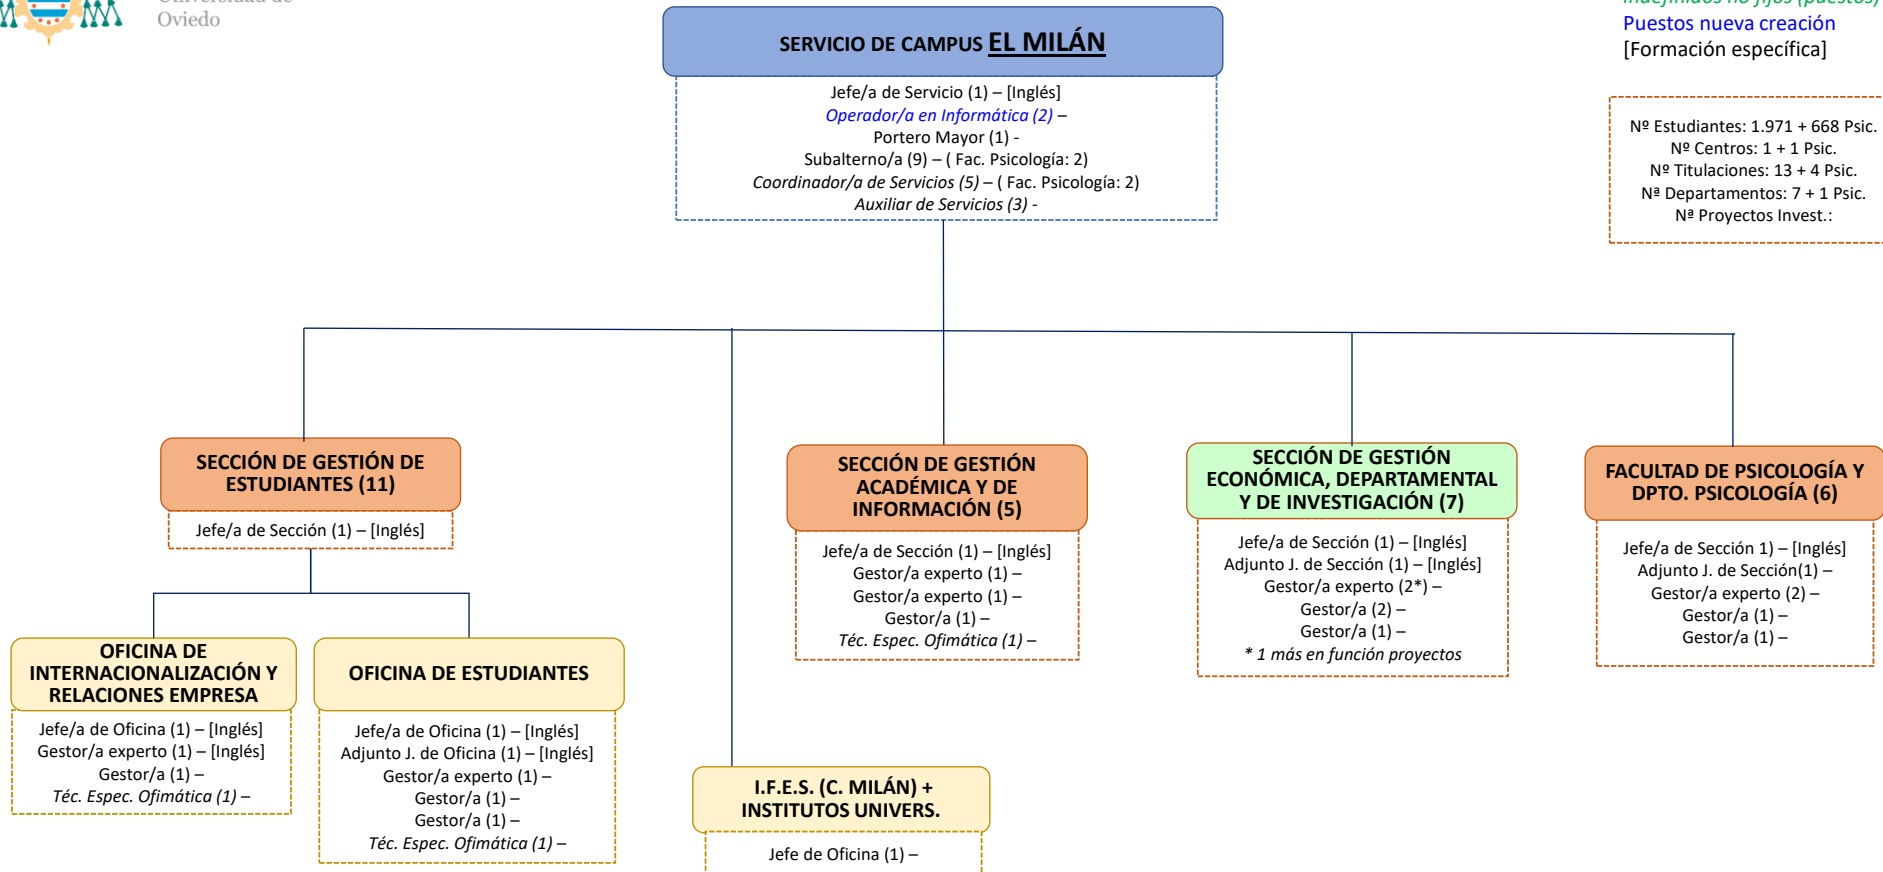 Universidad de
Oviedo
Indefinidos no fijos (puestos)
Puestos nueva creación
[Formación específica]
SERVICIO DE CAMPUS EL MILÁN
Jefe/a de Servicio (1) – [Inglés]
Operador/a en Informática (2) –
Portero Mayor (1) -
Subalterno/a (9) – ( Fac. Psicología: 2)
Coordinador/a de Servicios (5) – ( Fac. Psicología: 2)
Auxiliar de Servicios (3) -
Nº Estudiantes: 1.971 + 668 Psic.
Nº Centros: 1 + 1 Psic.
Nº Titulaciones: 13 + 4 Psic.
Nª Departamentos: 7 + 1 Psic.
Nª Proyectos Invest.:
SECCIÓN DE GESTIÓN DE
ESTUDIANTES (11)
Jefe/a de Sección (1) – [Inglés]
SECCIÓN DE GESTIÓN
ACADÉMICA Y DE
INFORMACIÓN (5)
Jefe/a de Sección (1) – [Inglés]
Gestor/a experto (1) –
Gestor/a experto (1) –
Gestor/a (1) –
Téc. Espec. Ofimática (1) –
SECCIÓN DE GESTIÓN
ECONÓMICA, DEPARTAMENTAL
Y DE INVESTIGACIÓN (7)
Jefe/a de Sección (1) – [Inglés]
Adjunto J. de Sección (1) – [Inglés]
Gestor/a experto (2*) –
Gestor/a (2) –
Gestor/a (1) –
* 1 más en función proyectos
FACULTAD DE PSICOLOGÍA Y
DPTO. PSICOLOGÍA (6)
Jefe/a de Sección 1) – [Inglés]
Adjunto J. de Sección(1) –
Gestor/a experto (2) –
Gestor/a (1) –
Gestor/a (1) –
OFICINA DE
INTERNACIONALIZACIÓN Y
RELACIONES EMPRESA
Jefe/a de Oficina (1) – [Inglés]
Gestor/a experto (1) – [Inglés]
Gestor/a (1) –
Téc. Espec. Ofimática (1) –
OFICINA DE ESTUDIANTES
Jefe/a de Oficina (1) – [Inglés]
Adjunto J. de Oficina (1) – [Inglés]
Gestor/a experto (1) –
Gestor/a (1) –
Gestor/a (1) –
Téc. Espec. Ofimática (1) –
I.F.E.S. (C. MILÁN) +
INSTITUTOS UNIVERS.
Jefe de Oficina (1) –